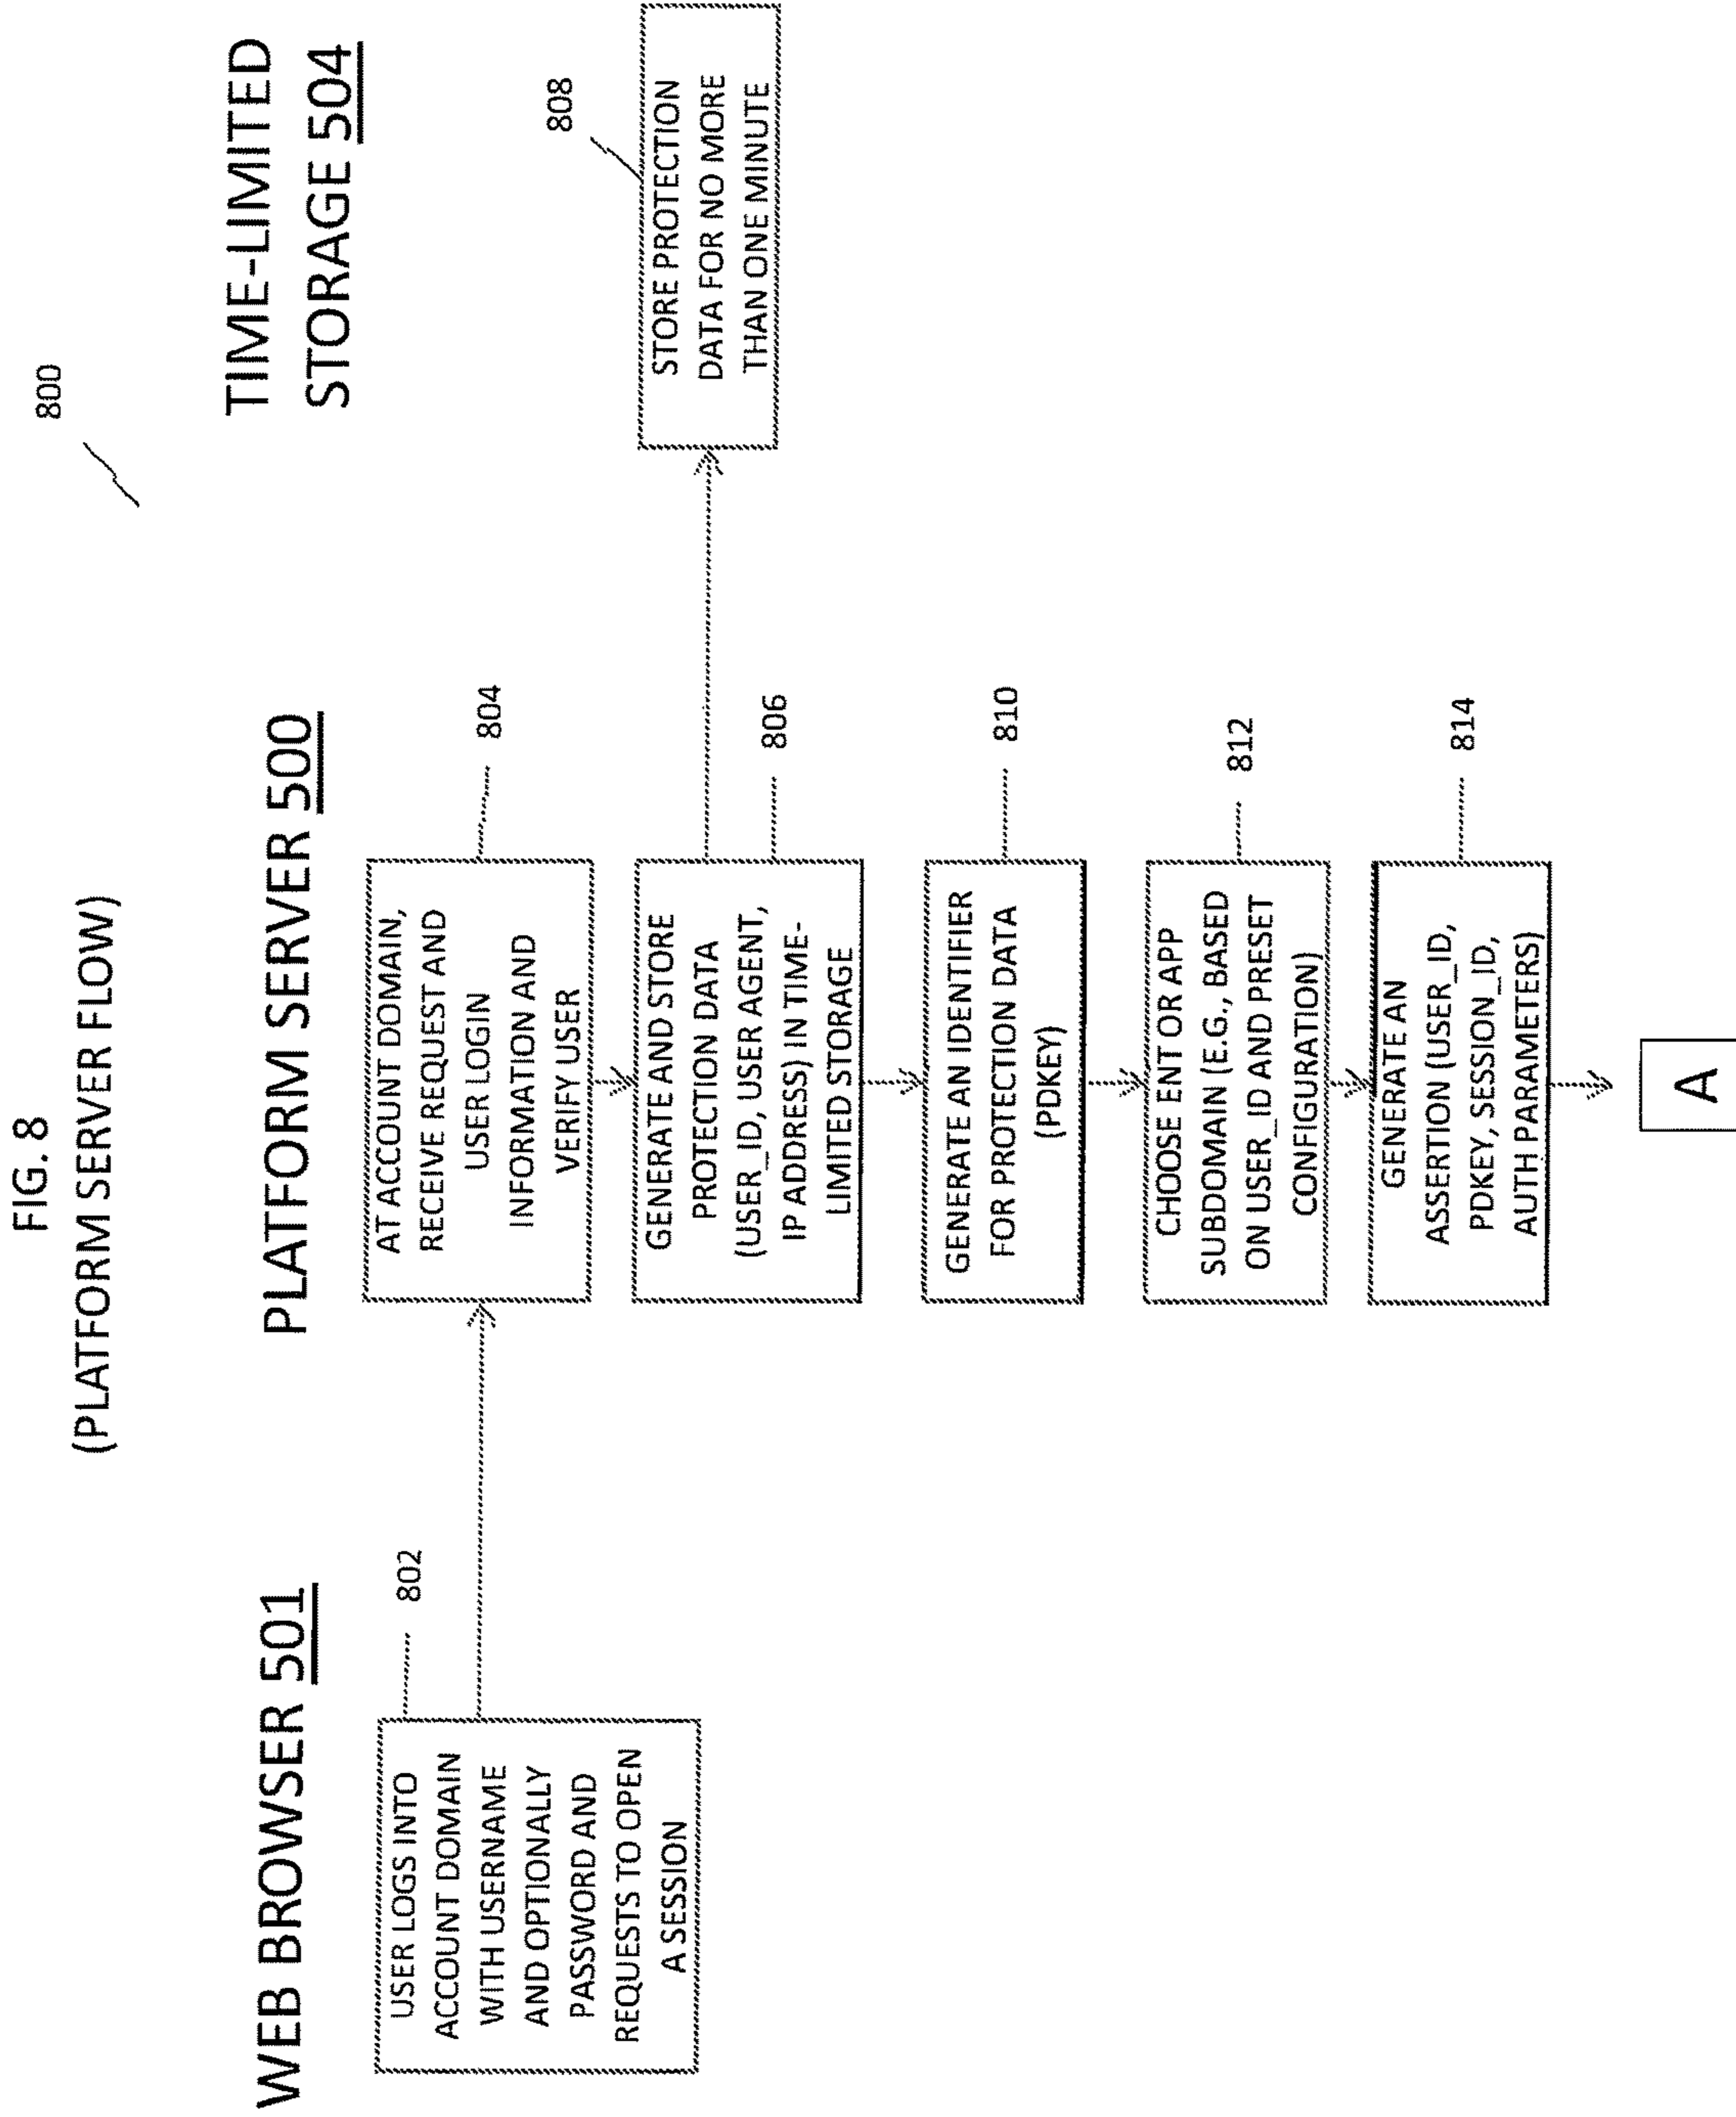 FIG. 8
(PLATFORM SERVER FLOW)
800
WEB BROWSER 501
802
USER LOGS INTO
ACCOUNT DOMAIN
WITH USERNAME
AND OPTIONALLY
PASSWORD AND
REQUESTS TO OPEN
A SESSION
PLATFORM SERVER 500
804
AT ACCOUNT DOMAIN,
RECEIVE REQUEST AND
USER LOGIN
INFORMATION AND
VERIFY USER
806
GENERATE AND STORE
PROTECTION DATA
(USER_ID, USER AGENT,
IP ADDRESS) IN TIME-
LIMITED STORAGE
810
GENERATE AN IDENTIFIER
FOR PROTECTION DATA
(PDKEY)
812
CHOOSE ENT OR APP
SUBDOMAIN (E.G., BASED
ON USER_ID AND PRESET
CONFIGURATION)
814
GENERATE AN
ASSERTION (USER_ID,
PDKEY, SESSION_ID,
AUTH PARAMETERS)
A
TIME-LIMITED
STORAGE 504
808
STORE PROTECTION
DATA FOR NO MORE
THAN ONE MINUTE